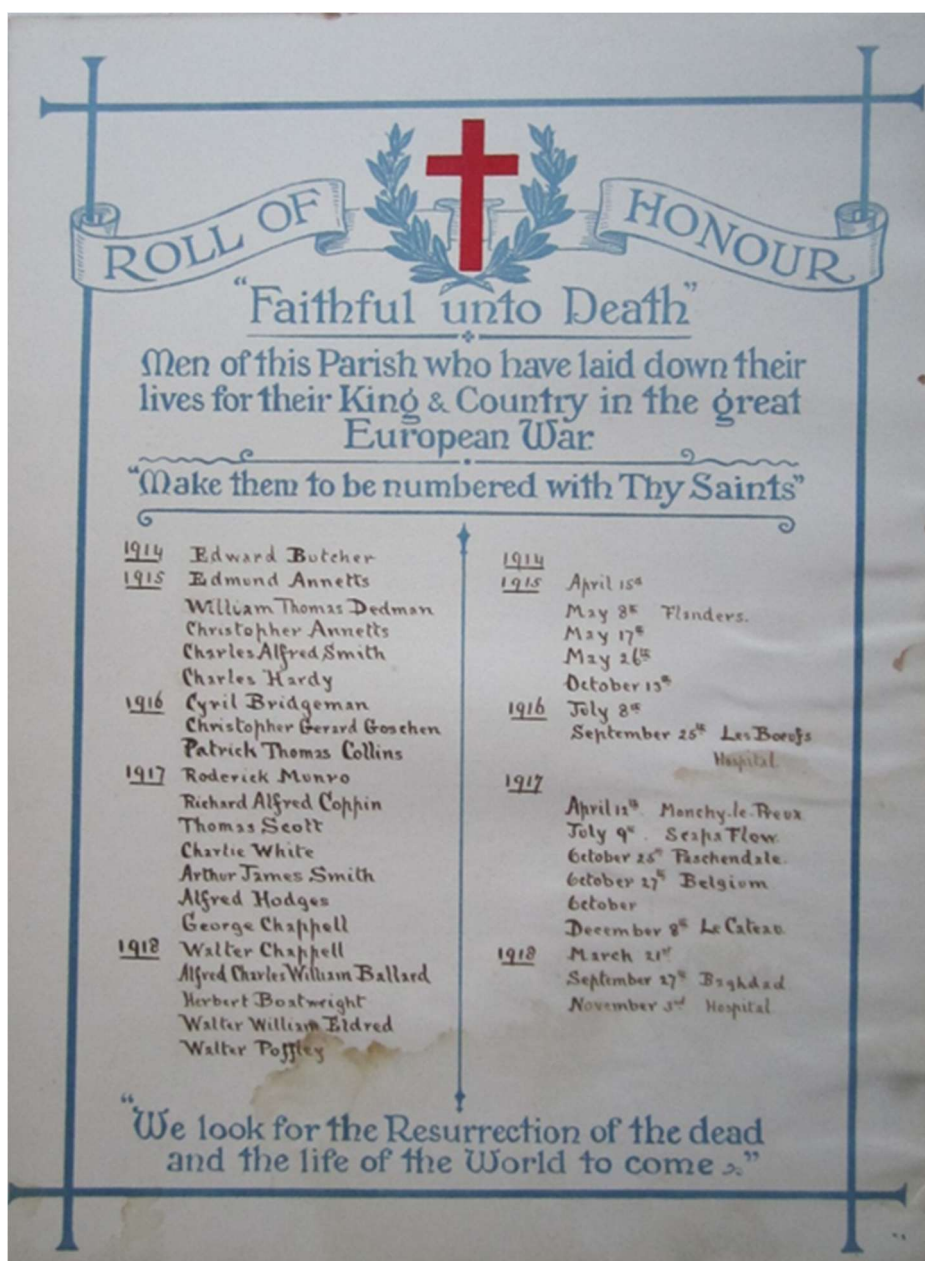 ROLL OF HONOUR
"Faithful unto Death"
Men of this Parish who have laid down their
lives for their King & Country in the great
European War.
"Make them to be numbered with Thy Saints"
1914 Edward Butcher
1915 Edmund Annetts
William Thomas Dedman
Christopher Annetts
Charles Alfred Smith
Charles Hardy
1916 Cyril Bridgeman
Christopher Gerard Goschen
Patrick Thomas Collins
1917 Roderick Munro
Richard Alfred Coppin
Thomas Scott
Charlie White
Arthur James Smith
Alfred Hodges
George Chappell
1918 Walter Chappell
Alfred Charles William Ballard
Herbert Boatwright
Walter William Eldred
Walter Poffley
1914
1915 April 15th
May 8th Flanders.
May 17th
May 26th
October 13th
1916 July 8th
September 25th Les Boeufs
Hospital
1917
April 12th Monchy-le-Preux
July 9th. Scapa Flow.
October 25th Paschendale.
October 27th Belgium
October
December 8th Le Cateau.
1918 March 21st
September 27th Baghdad
November 3rd Hospital
"We look for the Resurrection of the dead
and the life of the World to come."